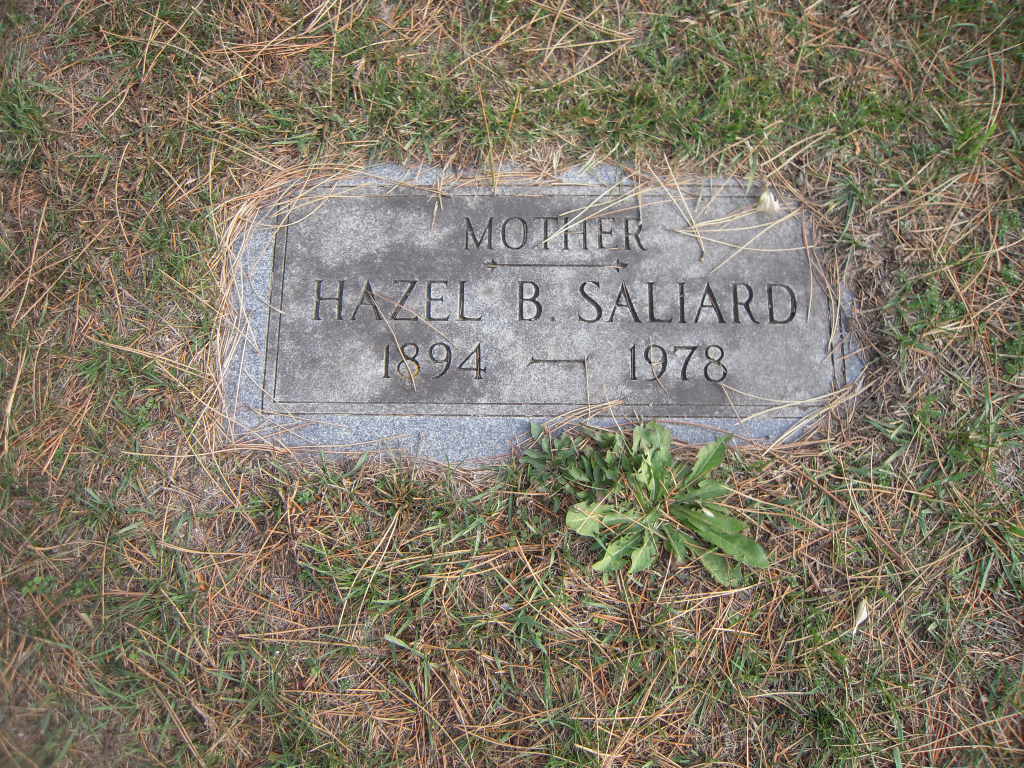 MOTHER
HAZEL B. SALIARD
1894 — 1978